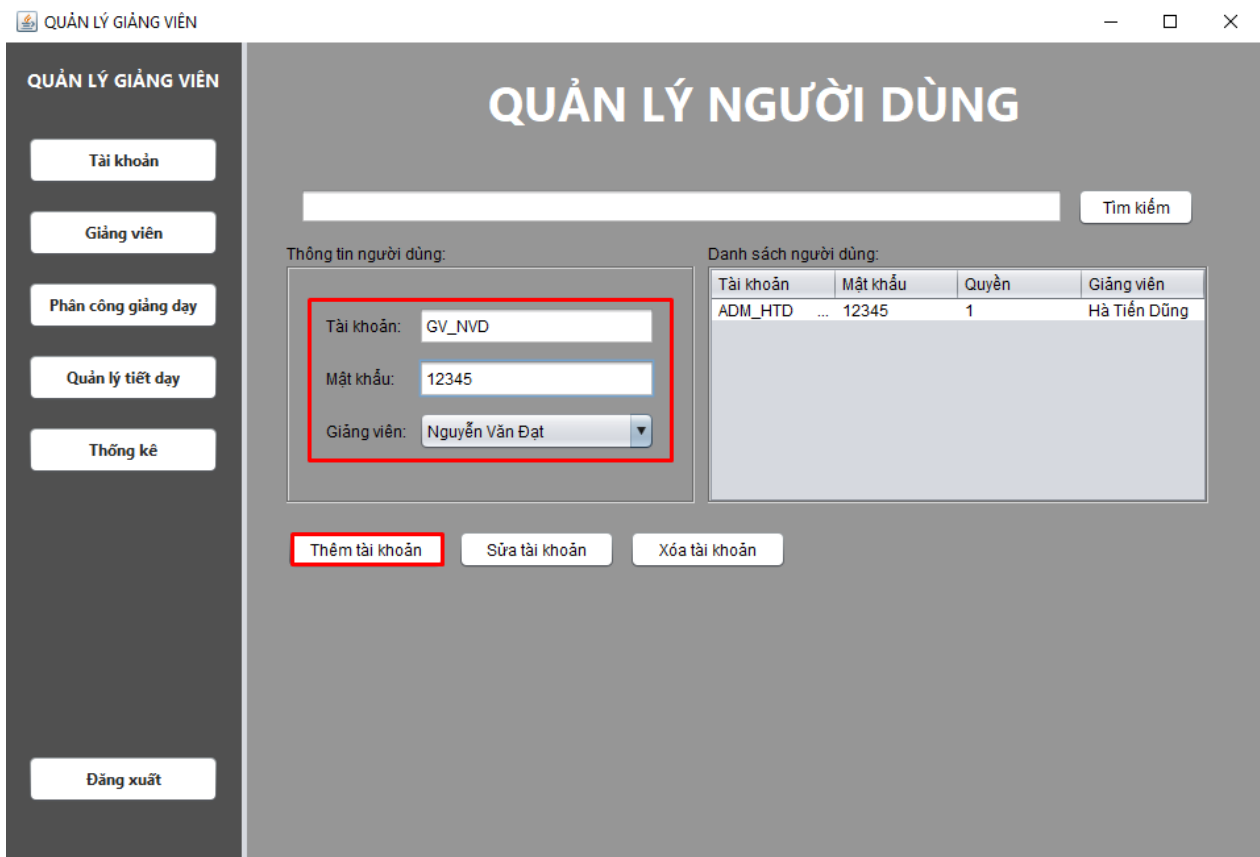 QUẢN LÝ GIẢNG VIÊN
QUẢN LÝ GIẢNG VIÊN
Tài khoản
Giảng viên
Phân công giảng dạy
Quản lý tiết dạy
Thống kê
Đăng xuất
QUẢN LÝ NGƯỜI DÙNG
Tìm kiếm
Thông tin người dùng:
Tài khoản: GV_NVD
Mật khẩu: 12345
Giảng viên: Nguyễn Văn Đạt
Danh sách người dùng:
Tài khoản Mật khẩu Quyền Giảng viên
ADM_HTD ... 12345 1 Hà Tiến Dũng
Thêm tài khoản Sửa tài khoản Xóa tài khoản